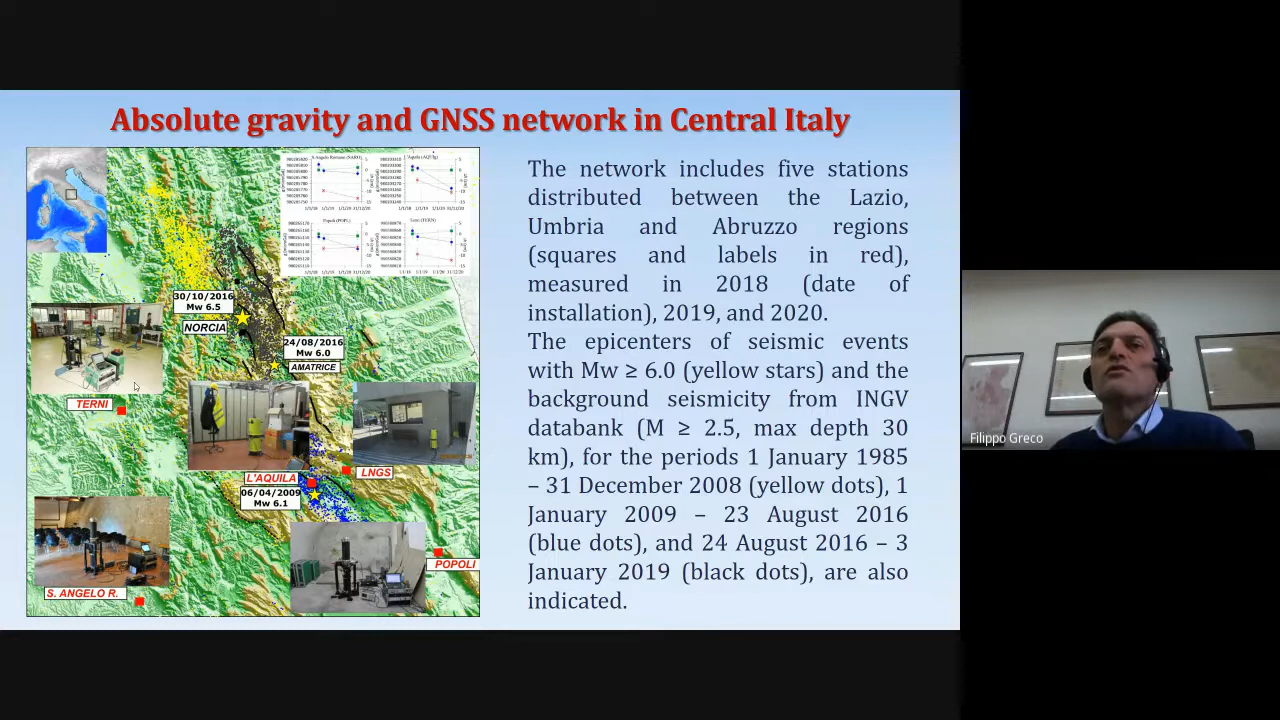 Absolute gravity and GNSS network in Central Italy
30/10/2016
Mw 6.5
NORCIA
24/08/2016
Mw 6.0
AMATRICE
TERNI
L'AQUILA
LNGS
06/04/2009
Mw 6.1
POPOLI
S. ANGELO R.
The network includes five stations
distributed between the Lazio,
Umbria and Abruzzo regions
(squares and labels in red),
measured in 2018 (date of
installation), 2019, and 2020.
The epicenters of seismic events
with Mw ≥ 6.0 (yellow stars) and the
background seismicity from INGV
databank (M ≥ 2.5, max depth 30
km), for the periods 1 January 1985
– 31 December 2008 (yellow dots), 1
January 2009 – 23 August 2016
(blue dots), and 24 August 2016 – 3
January 2019 (black dots), are also
indicated.
Filippo Greco